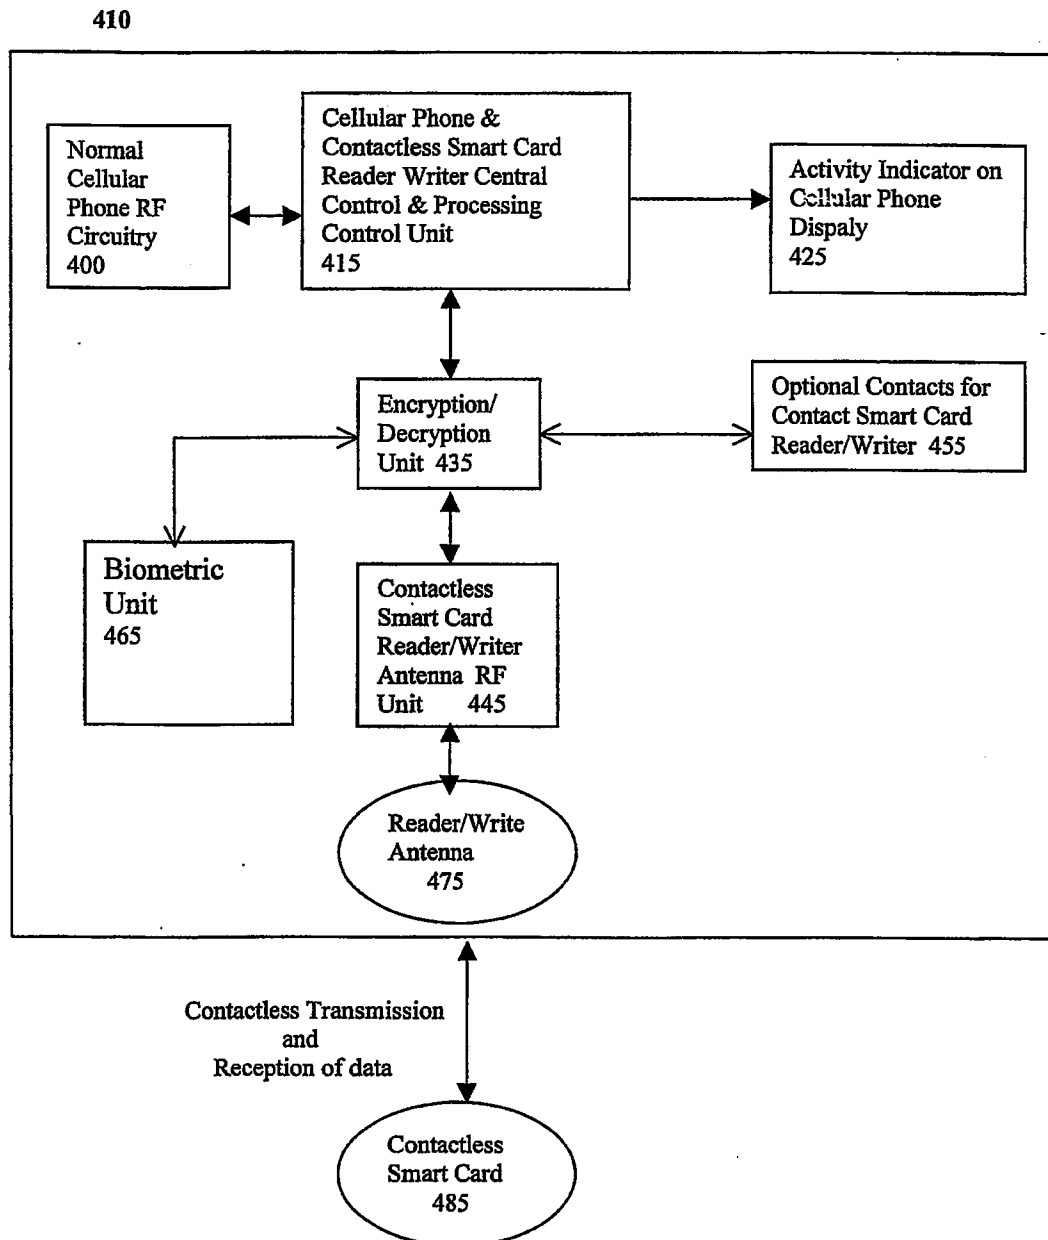 410
Normal
Cellular
Phone RF
Circuitry
400
Cellular Phone &
Contactless Smart Card
Reader Writer Central
Control & Processing
Control Unit
415
Activity Indicator on
Cellular Phone
Dispaly
425
Encryption/
Decryption
Unit 435
Optional Contacts for
Contact Smart Card
Reader/Writer 455
Biometric
Unit
465
Contactless
Smart Card
Reader/Writer
Antenna RF
Unit 445
Reader/Write
Antenna
475
Contactless Transmission
and
Reception of data
Contactless
Smart Card
485